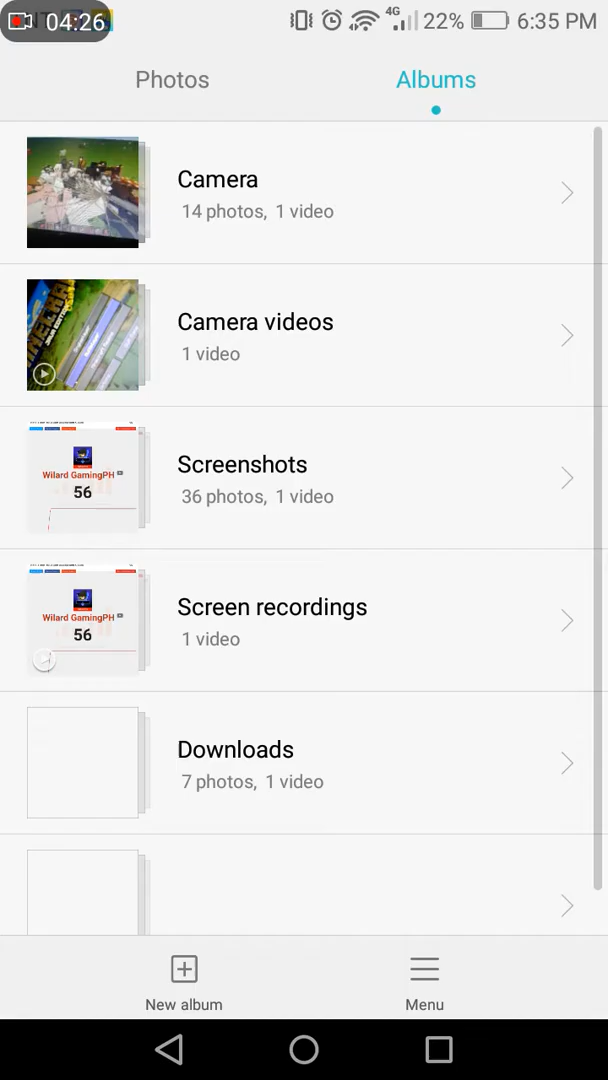 04:26
4G 22% 6:35 PM
Photos
Albums
Camera
14 photos, 1 video
Camera videos
1 video
Screenshots
36 photos, 1 video
Wilard GamingPH
56
Screen recordings
1 video
Wilard GamingPH
56
Downloads
7 photos, 1 video
New album
Menu